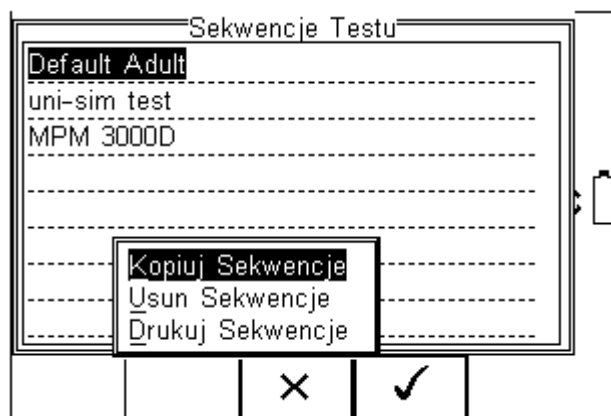 Sekwencje Testu
Default Adult
uni-sim test
MPM 3000D
Kopiuj Sekwencje
Usun Sekwencje
Drukuj Sekwencje